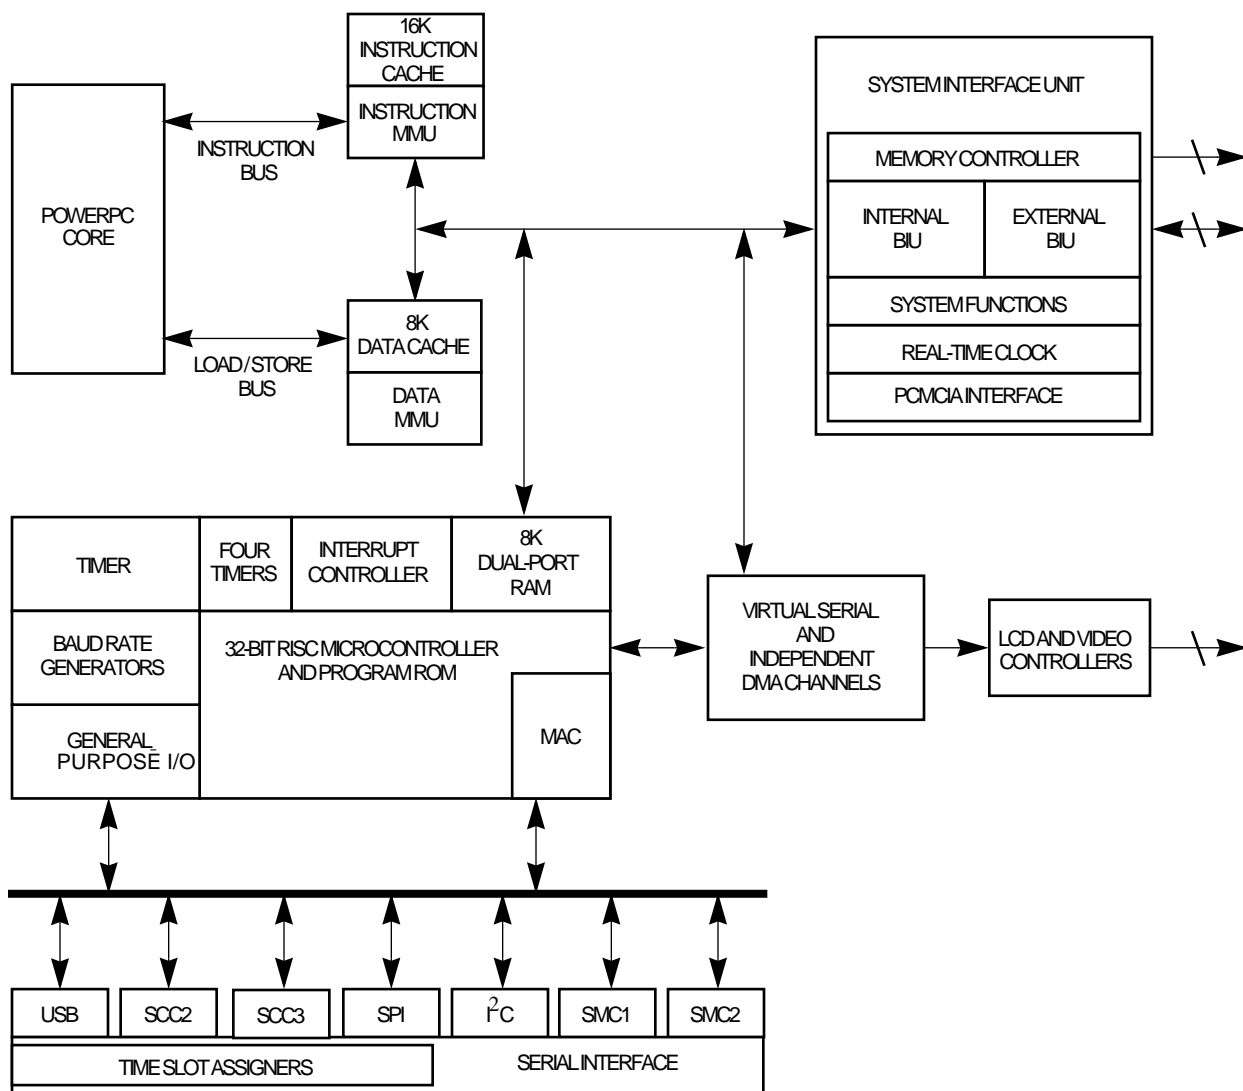 16K
INSTRUCTION
CACHE
INSTRUCTION
MMU
INSTRUCTION
BUS
POWERPC
CORE
8K
DATA CACHE
DATA
MMU
LOAD / STORE
BUS
SYSTEM INTERFACE UNIT
MEMORY CONTROLLER
INTERNAL
BIU
EXTERNAL
BIU
SYSTEM FUNCTIONS
REAL-TIME CLOCK
PCMCIA INTERFACE
TIMER
FOUR
TIMERS
INTERRUPT
CONTROLLER
8K
DUAL-PORT
RAM
BAUD RATE
GENERATORS
32-BIT RISC MICROCONTROLLER
AND PROGRAM ROM
GENERAL
PURPOSE I/O
MAC
VIRTUAL SERIAL
AND
INDEPENDENT
DMA CHANNELS
LCD AND VIDEO
CONTROLLERS
USB
SCC2
SCC3
SPI
I²C
SMC1
SMC2
TIME SLOT ASSIGNERS
SERIAL INTERFACE